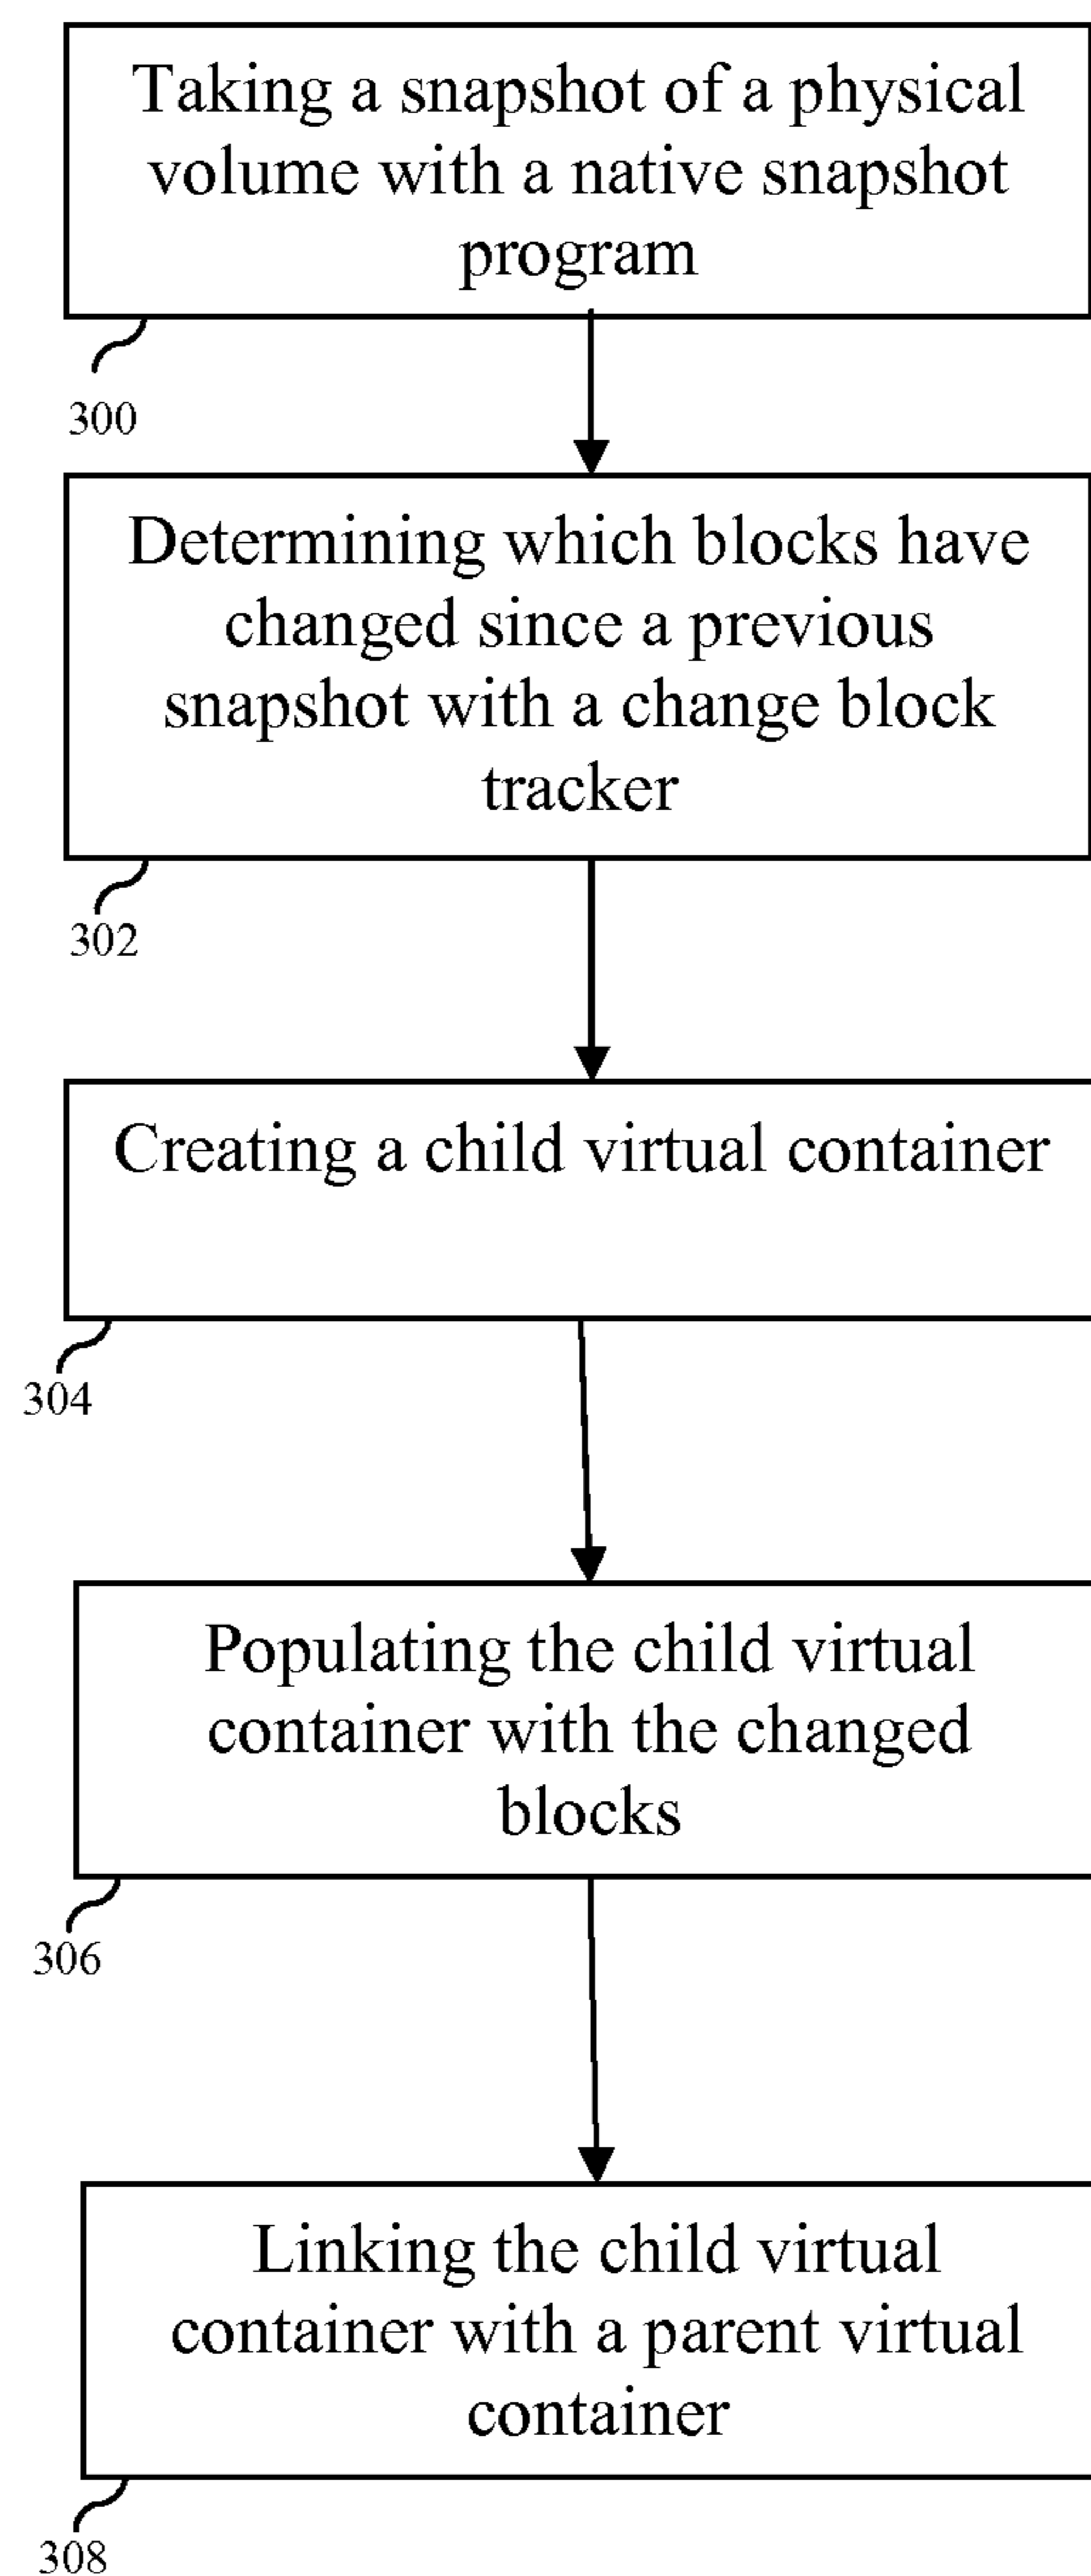 Taking a snapshot of a physical
volume with a native snapshot
program
300
Determining which blocks have
changed since a previous
snapshot with a change block
tracker
302
Creating a child virtual container
304
Populating the child virtual
container with the changed
blocks
306
Linking the child virtual
container with a parent virtual
container
308